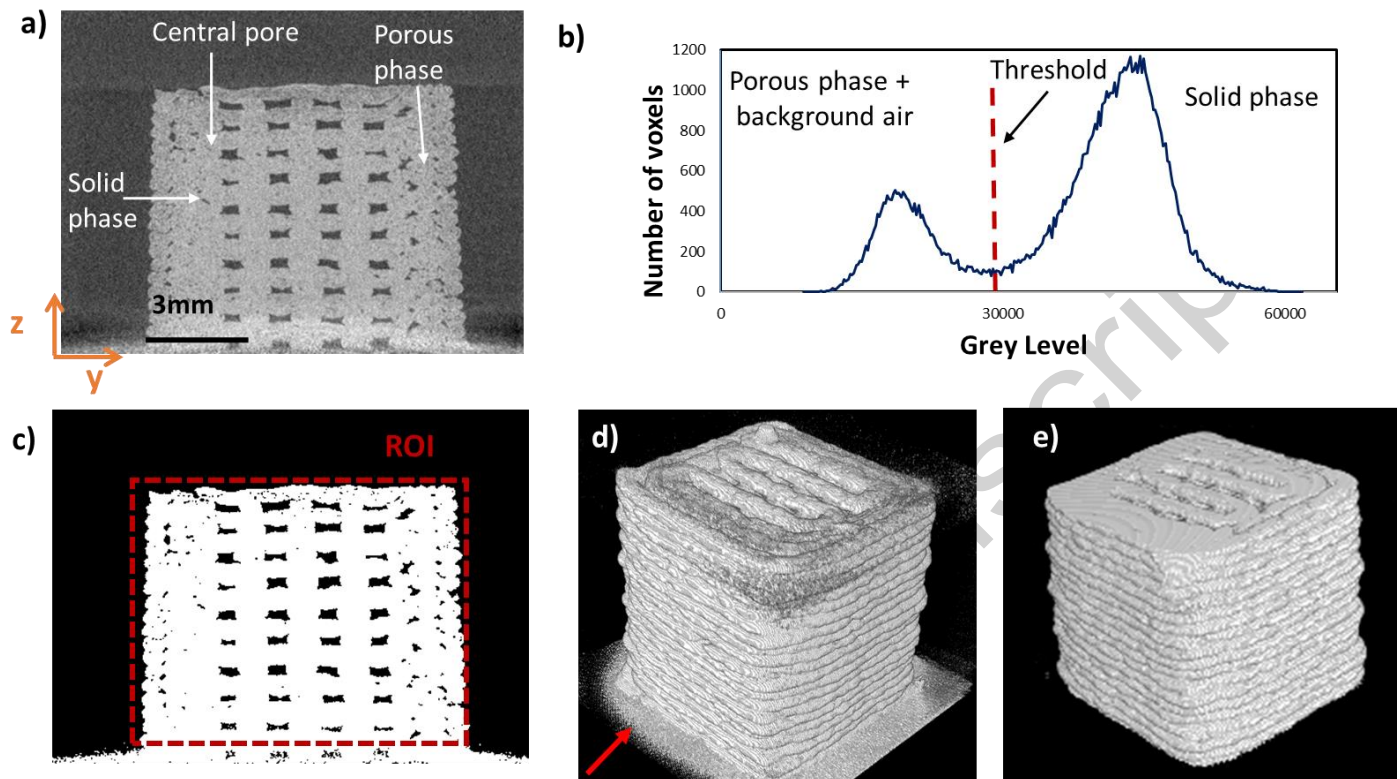 a)
Central pore
Porous
phase
Solid
phase
3mm
z
y
b)
1200
1000
800
600
400
200
0
Number of voxels
Porous phase +
background air
Threshold
Solid phase
0
30000
60000
Grey Level
c)
ROI
d)
e)
script